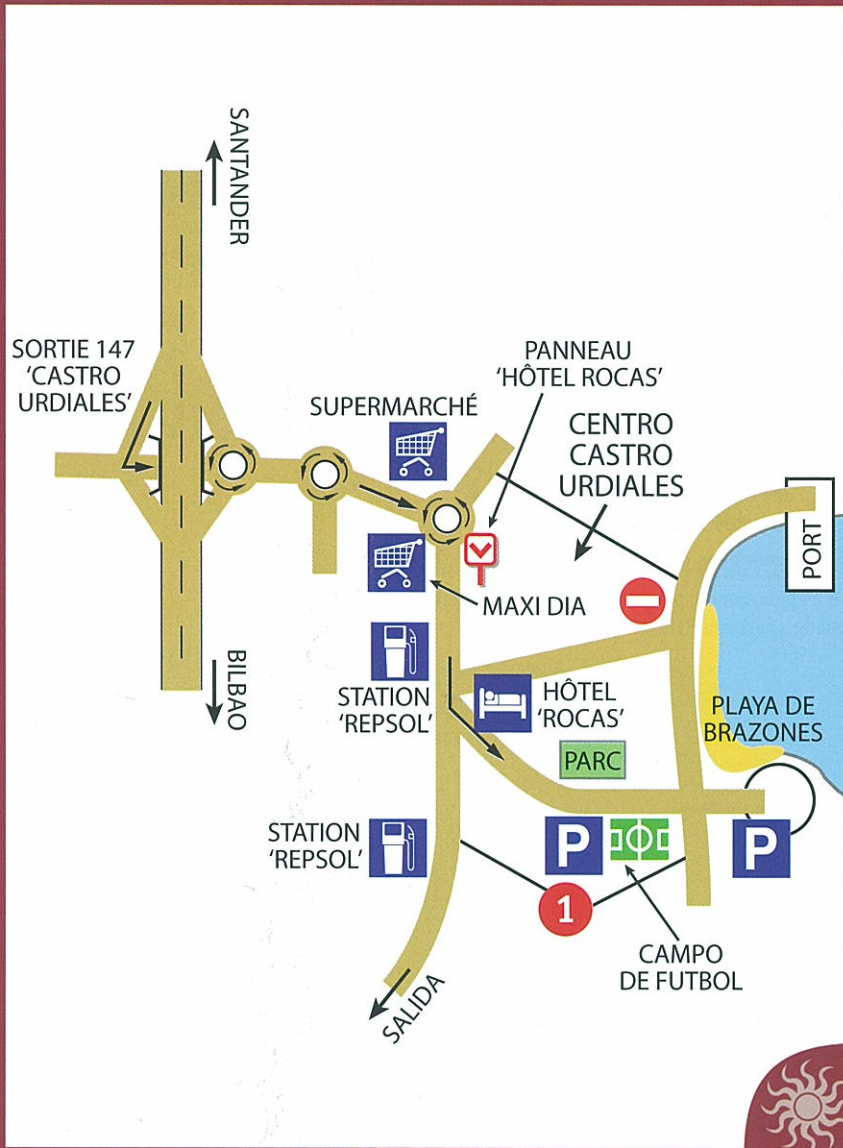 SANTANDER
SORTIE 147
'CASTRO
URDIALES'
PANNEAU
'HÔTEL ROCAS'
SUPERMARCHÉ
CENTRO
CASTRO
URDIALES
PORT
MAXI DIA
BILBAO
STATION
'REPSOL'
HÔTEL
'ROCAS'
PLAYA DE
BRAZONES
PARC
STATION
'REPSOL'
P
P
1
CAMPO
DE FUTBOL
SALIDA